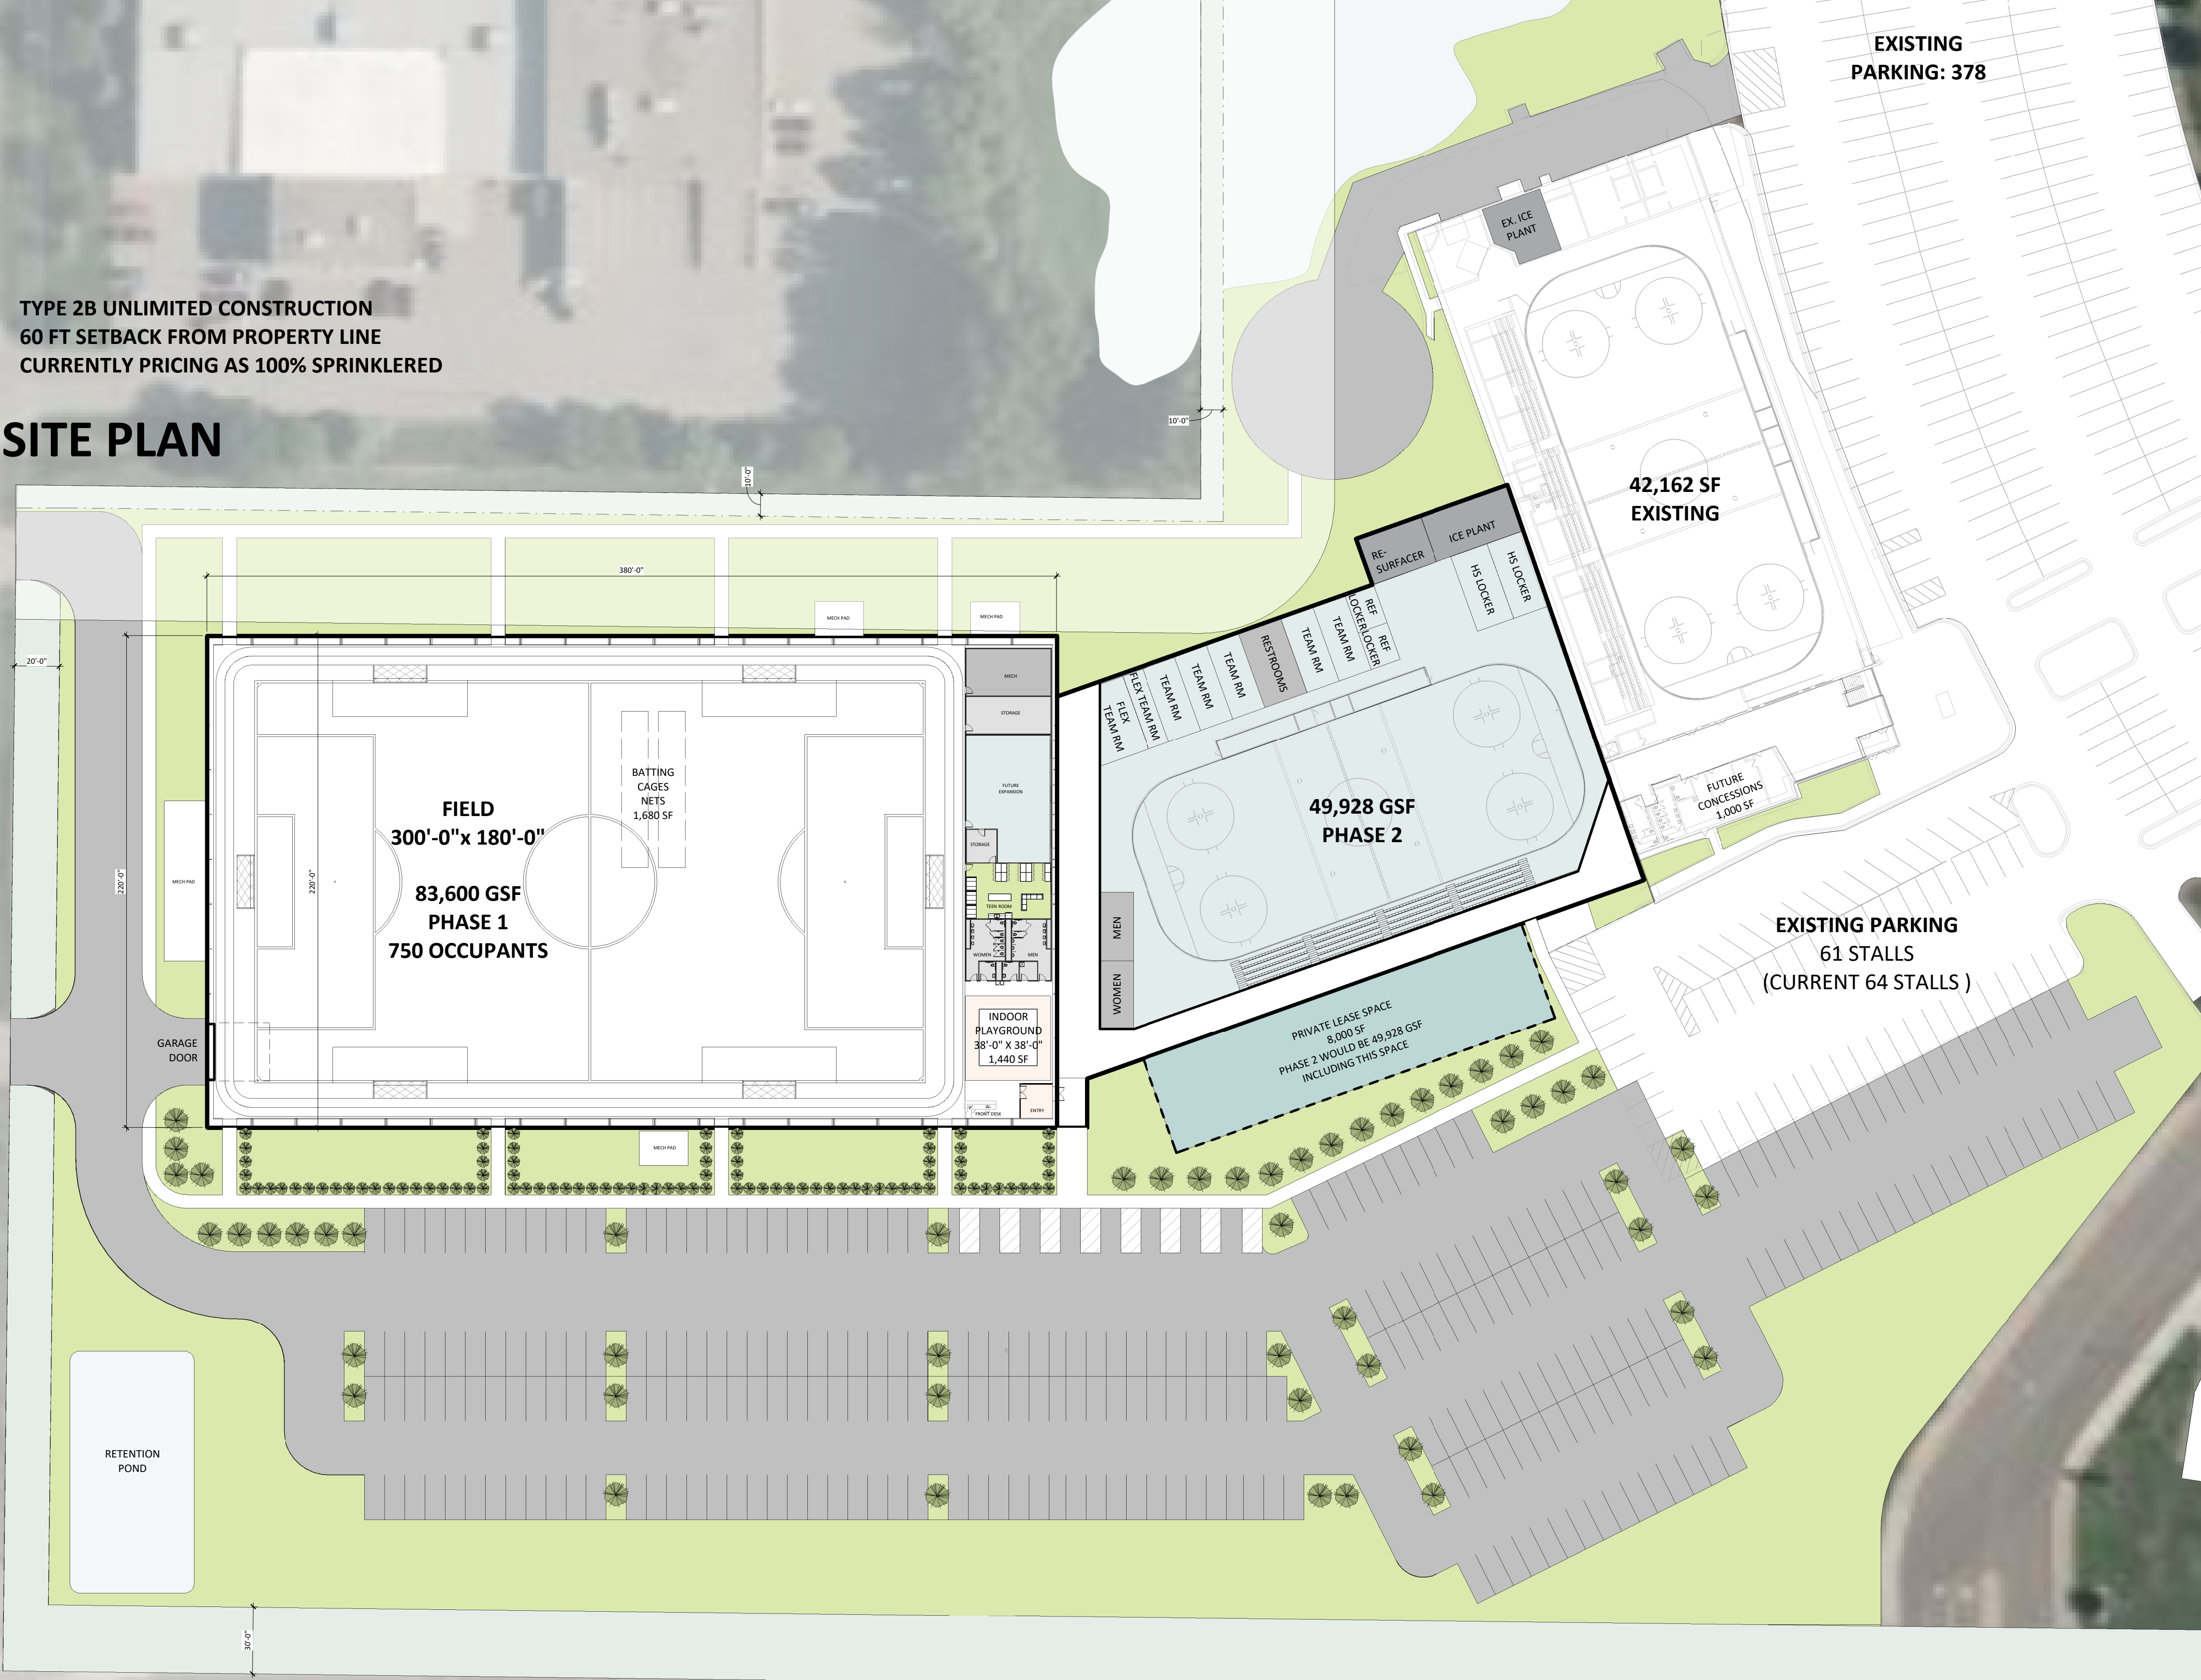 EXISTING
PARKING: 378
EX. ICE
PLANT
TYPE 2B UNLIMITED CONSTRUCTION
60 FT SETBACK FROM PROPERTY LINE
CURRENTLY PRICING AS 100% SPRINKLERED
SITE PLAN
10'-0"
10'-0"
42,162 SF
EXISTING
RE-
SURFACER
ICE PLANT
HS LOCKER
HS LOCKER
380'-0"
MECH PAD
MECH PAD
REF
LOCKER
REF
LOCKER
TEAM RM
TEAM RM
RESTROOMS
TEAM RM
TEAM RM
TEAM RM
FLEX TEAM RM
FLEX
TEAM RM
20'-0"
MECH
STORAGE
FUTURE
EXPANSION
STORAGE
BATTING
CAGES
NETS
1,680 SF
FIELD
300'-0"x 180'-0"
83,600 GSF
PHASE 1
750 OCCUPANTS
220'-0"
220'-0"
MECH PAD
TEEN ROOM
WOMEN
MEN
49,928 GSF
PHASE 2
FUTURE
CONCESSIONS
1,000 SF
MEN
WOMEN
EXISTING PARKING
61 STALLS
(CURRENT 64 STALLS )
INDOOR
PLAYGROUND
38'-0" X 38'-0"
1,440 SF
PRIVATE LEASE SPACE
8,000 SF
PHASE 2 WOULD BE 49,928 GSF
INCLUDING THIS SPACE
GARAGE
DOOR
FRONT DESK
ENTRY
MECH PAD
RETENTION
POND
30'-0"